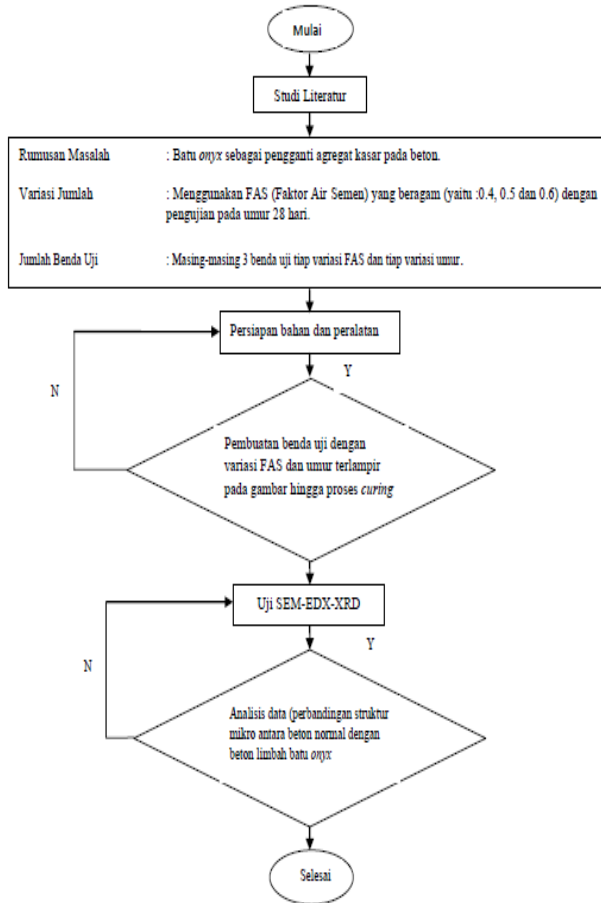 Mulai
Studi Literatur
Rumusan Masalah : Batu onyx sebagai pengganti agregat kasar pada beton.
Variasi Jumlah : Menggunakan FAS (Faktor Air Semen) yang beragam (yaitu :0.4, 0.5 dan 0.6) dengan
pengujian pada umur 28 hari.
Jumlah Benda Uji : Masing-masing 3 benda uji tiap variasi FAS dan tiap variasi umur.
Persiapan bahan dan peralatan
Y
N
Pembuatan benda uji dengan
variasi FAS dan umur terlampir
pada gambar hingga proses curing
Uji SEM-EDX-XRD
Y
N
Analisis data (perbandingan struktur
mikro antara beton normal dengan
beton limbah batu onyx
Selesai